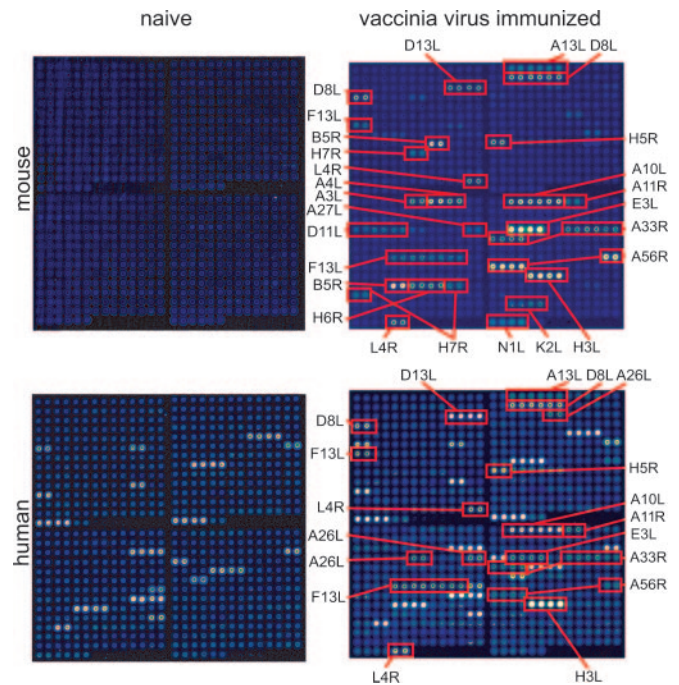 naive
vaccinia virus immunized
D13L
A13L D8L
mouse
D8L
F13L
B5R
H7R
L4R
A4L
A3L
A27L
D11L
F13L
B5R
H6R
L4R
H7R
N1L
K2L
H3L
H5R
A10L
A11R
E3L
A33R
A56R
D13L
A13L D8L A26L
human
D8L
F13L
L4R
A26L
A26L
F13L
L4R
H5R
A10L
A11R
E3L
A33R
A56R
H3L